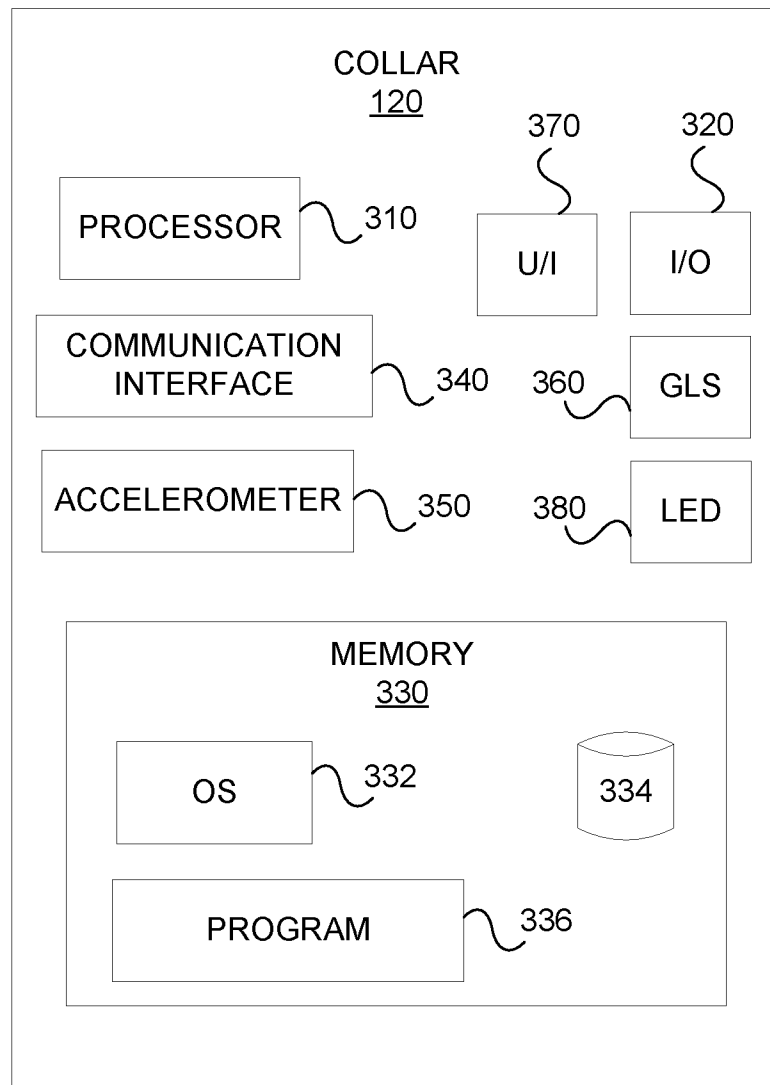 COLLAR
120
370
320
PROCESSOR
310
U/I
I/O
COMMUNICATION
INTERFACE
340
360
GLS
ACCELEROMETER
350
380
LED
MEMORY
330
OS
332
334
PROGRAM
336